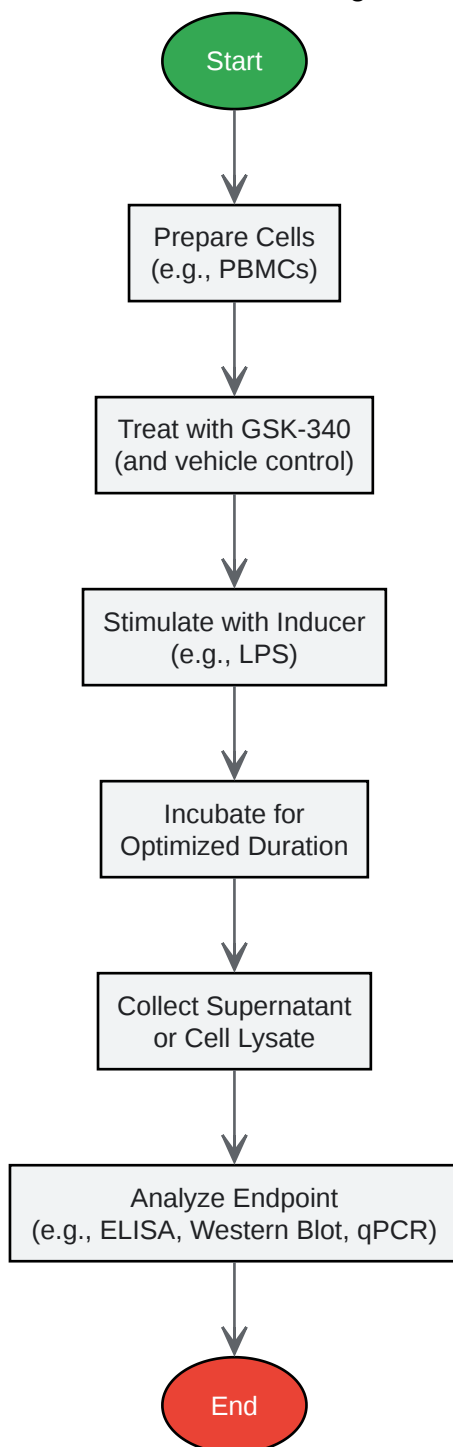 Start
Prepare Cells
(e.g., PBMCs)
Treat with GSK-340
(and vehicle control)
Stimulate with Inducer
(e.g., LPS)
Incubate for
Optimized Duration
Collect Supernatant
or Cell Lysate
Analyze Endpoint
(e.g., ELISA, Western Blot, qPCR)
End